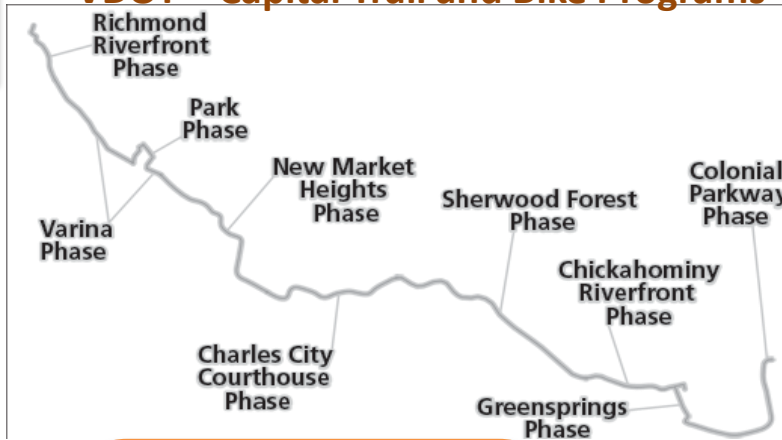 VDOT – Capital Trail and Bike Programs
Richmond
Riverfront
Phase
Park
Phase
New Market
Heights
Phase
Varina
Phase
Sherwood Forest
Phase
Colonial
Parkway
Phase
Chickahominy
Riverfront
Phase
Charles City
Courthouse
Phase
Greensprings
Phase